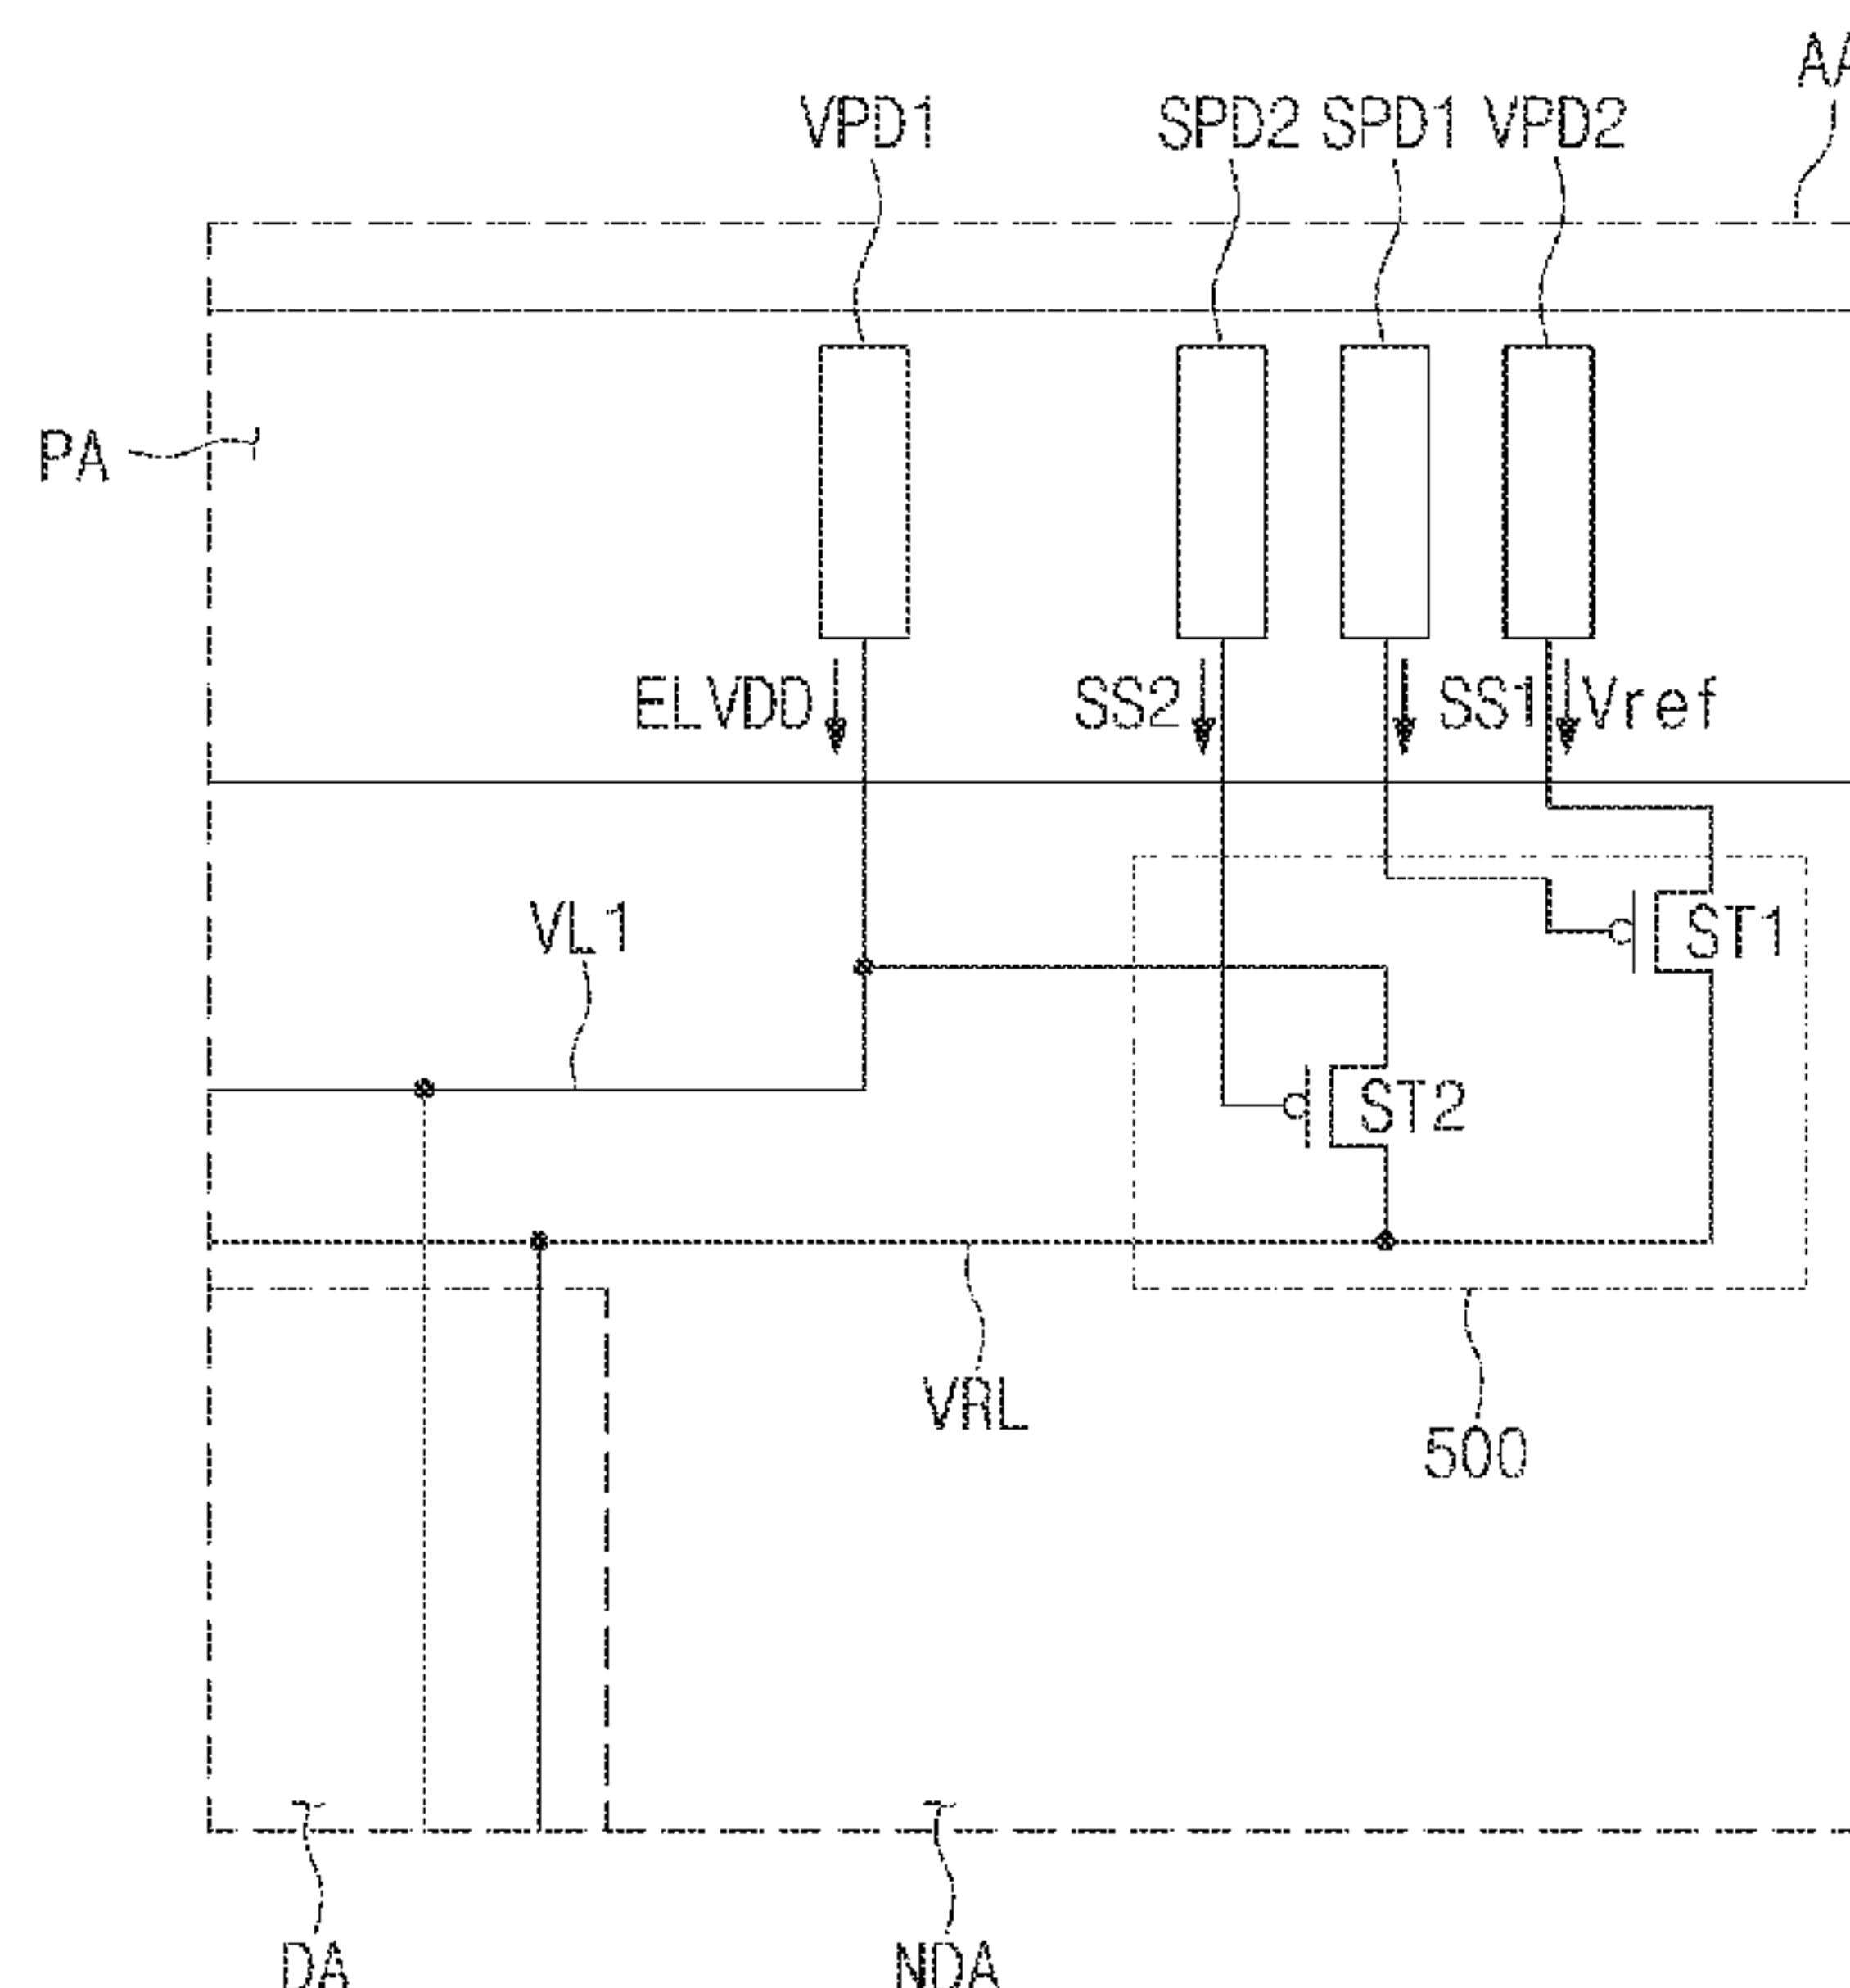 AA
VPD1 SPD2 SPD1 VPD2
PA
ELVDD SS2 SS1 Vref
VL1
ST1
ST2
VRL
500
DA NDA